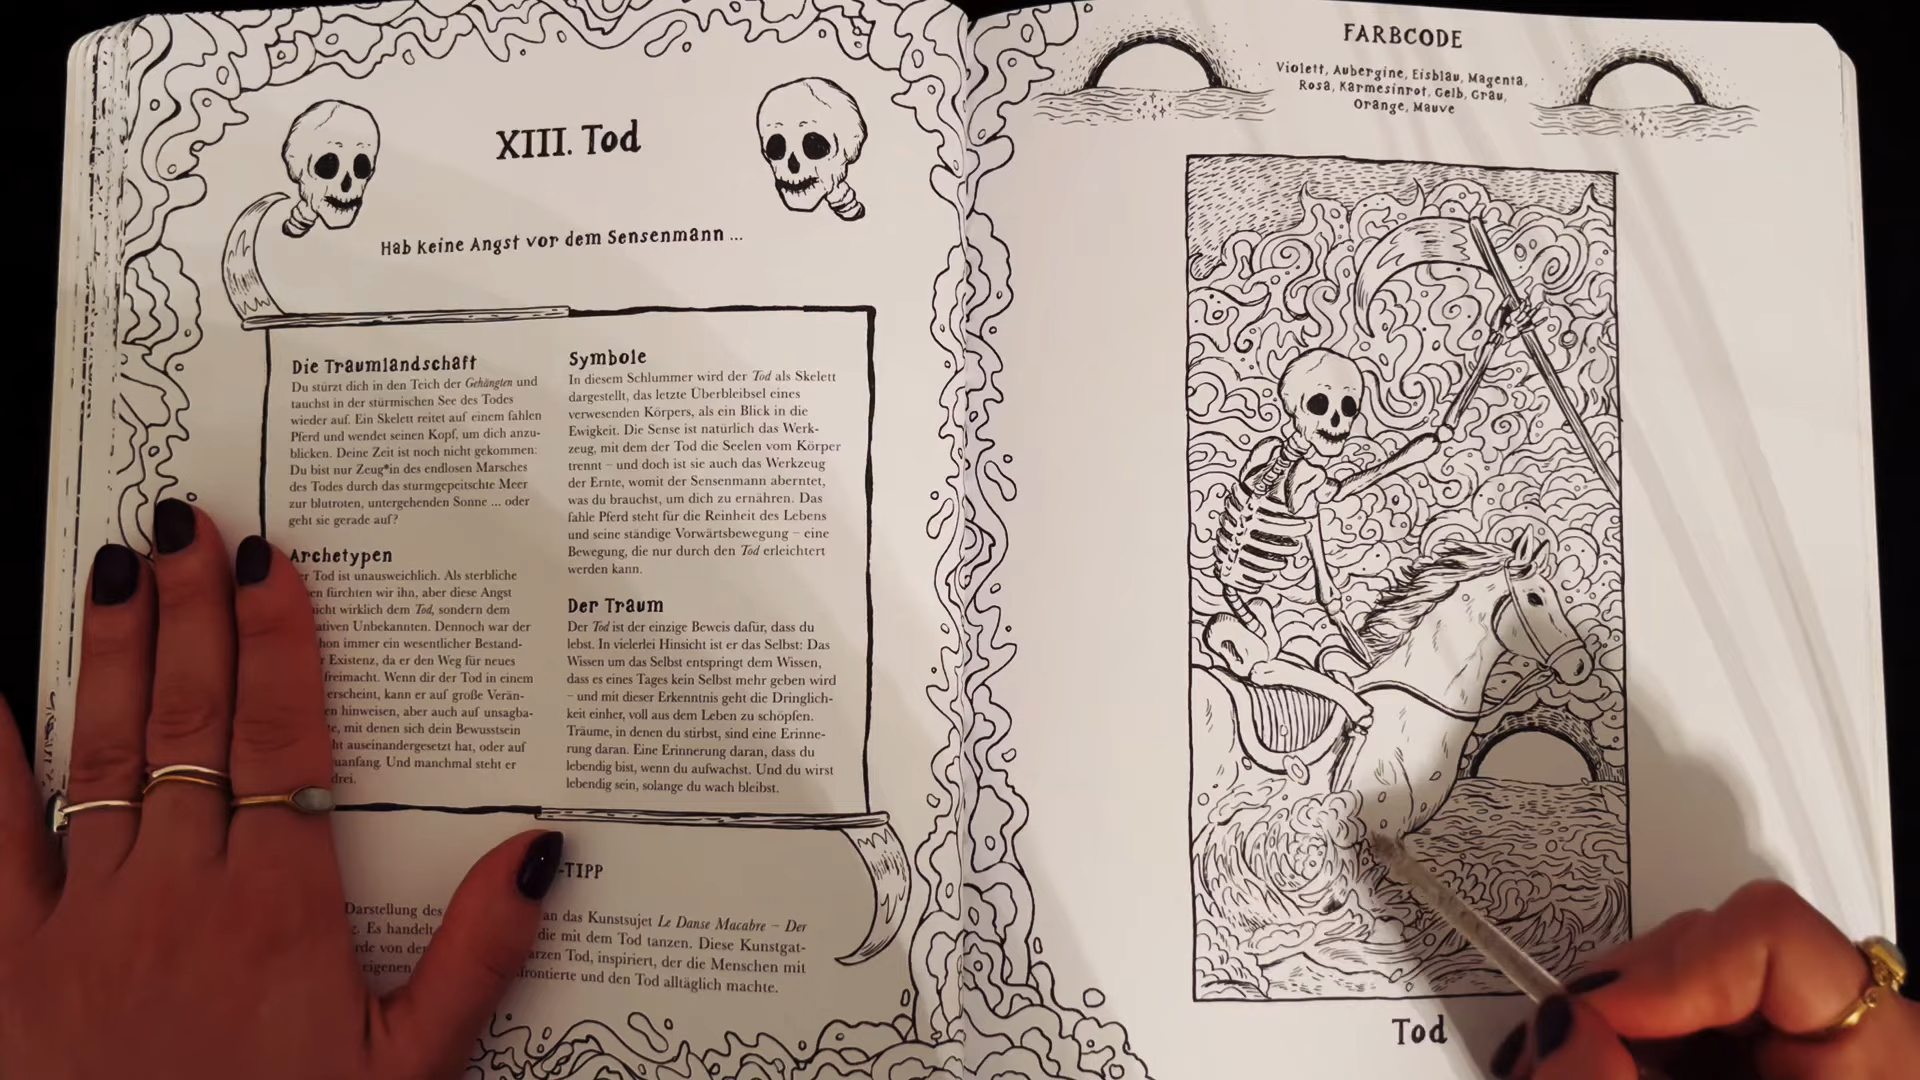 XIII. Tod
Hab keine Angst vor dem Sensenmann ...
Die Traumlandschaft
Du stürzt dich in den Teich der Gehängten und
tauchst in der stürmischen See des Todes
wieder auf. Ein Skelett reitet auf einem fahlen
Pferd und wendet seinen Kopf, um dich anzu-
blicken. Deine Zeit ist noch nicht gekommen:
Du bist nur Zeug*in des endlosen Marsches
des Todes durch das sturmgepeitschte Meer
zur blutroten, untergehenden Sonne ... oder
geht sie gerade auf?
Archetypen
Tod ist unausweichlich. Als sterbliche
fürchten wir ihn, aber diese Angst
wirklich dem Tod, sondern dem
Unbekannten. Dennoch war der
immer ein wesentlicher Bestand-
Existenz, da er den Weg für neues
freimacht. Wenn dir der Tod in einem
erscheint, kann er auf große Verän-
hinweisen, aber auch auf unsagba-
mit denen sich dein Bewusstsein
auseinandergesetzt hat, oder auf
Und manchmal steht er
drei.
Symbole
In diesem Schlummer wird der Tod als Skelett
dargestellt, das letzte Überbleibsel eines
verwesenden Körpers, als ein Blick in die
Ewigkeit. Die Sense ist natürlich das Werk-
zeug, mit dem der Tod die Seelen vom Körper
trennt – und doch ist sie auch das Werkzeug
der Ernte, womit der Sensenmann aberntet,
was du brauchst, um dich zu ernähren. Das
fahle Pferd steht für die Reinheit des Lebens
und seine ständige Vorwärtsbewegung – eine
Bewegung, die nur durch den Tod erleichtert
werden kann.
Der Traum
Der Tod ist der einzige Beweis dafür, dass du
lebst. In vielerlei Hinsicht ist er das Selbst: Das
Wissen um das Selbst entspringt dem Wissen,
dass es eines Tages kein Selbst mehr geben wird
– und mit dieser Erkenntnis geht die Dringlich-
keit einher, voll aus dem Leben zu schöpfen.
Träume, in denen du stirbst, sind eine Erinne-
rung daran. Eine Erinnerung daran, dass du
lebendig bist, wenn du aufwachst. Und du wirst
lebendig sein, solange du wach bleibst.
-TIPP
Darstellung des an das Kunstsujet Le Danse Macabre – Der
Es handelt die mit dem Tod tanzen. Diese Kunstgat-
von der Tod, inspiriert, der die Menschen mit
eigenen und den Tod alltäglich machte.
FARBCODE
Violett, Aubergine, Eisblau, Magenta,
Rosa, Karmesinrot, Gelb, Grau,
Orange, Mauve
Tod